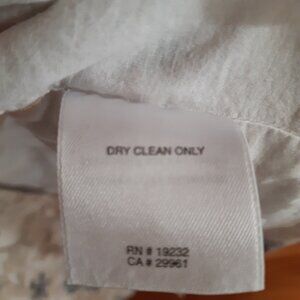 DRY CLEAN ONLY
RN # 19232
CA # 29961